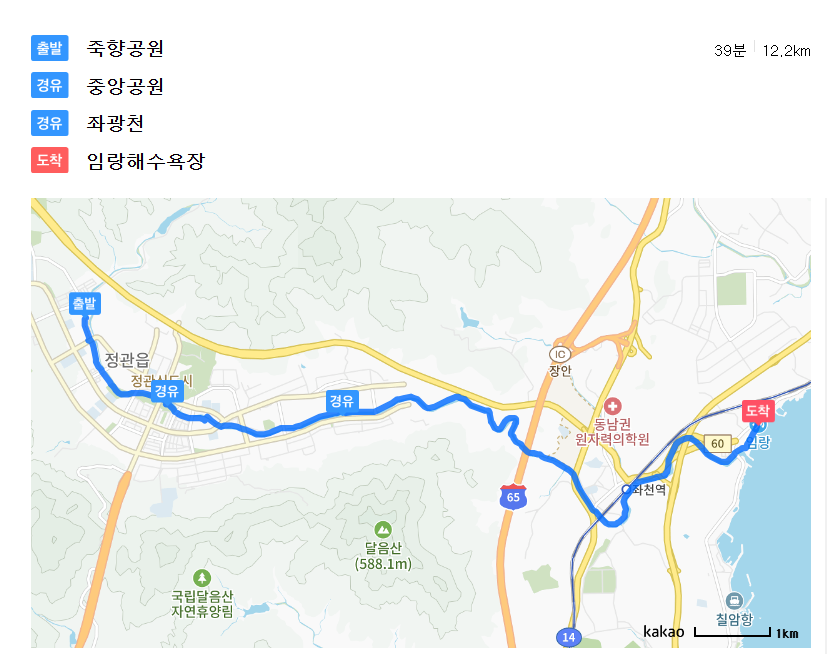 출발 죽향공원
39분 12.2km
경유 중앙공원
경유 좌광천
도착 임랑해수욕장
출발
정관읍
정관신도시
경유
경유
IC
장안
도착
임랑
동남권
원자력의학원
60
65
좌천역
달음산
(588.1m)
국립달음산
자연휴양림
칠암항
14
kakao 1km